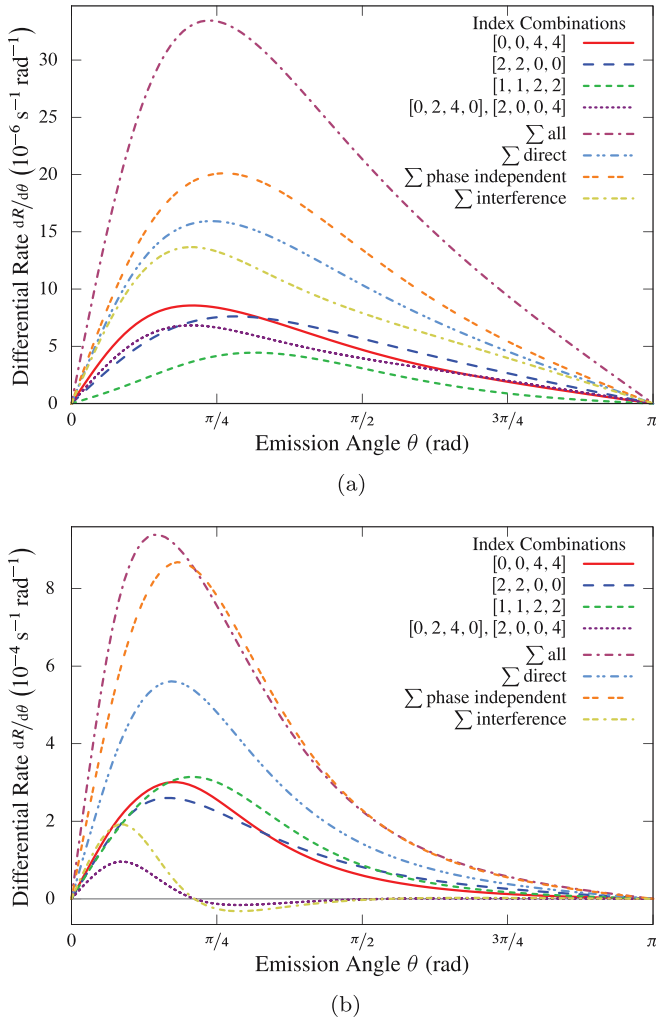 Differential Rate dR/dθ (10⁻⁶ s⁻¹ rad⁻¹)
30
25
20
15
10
5
0
Index Combinations
[0, 0, 4, 4]
[2, 2, 0, 0]
[1, 1, 2, 2]
[0, 2, 4, 0], [2, 0, 0, 4]
∑ all
∑ direct
∑ phase independent
∑ interference
0 π/4 π/2 3π/4 π
Emission Angle θ (rad)
(a)
Differential Rate dR/dθ (10⁻⁴ s⁻¹ rad⁻¹)
8
6
4
2
0
Index Combinations
[0, 0, 4, 4]
[2, 2, 0, 0]
[1, 1, 2, 2]
[0, 2, 4, 0], [2, 0, 0, 4]
∑ all
∑ direct
∑ phase independent
∑ interference
0 π/4 π/2 3π/4 π
Emission Angle θ (rad)
(b)